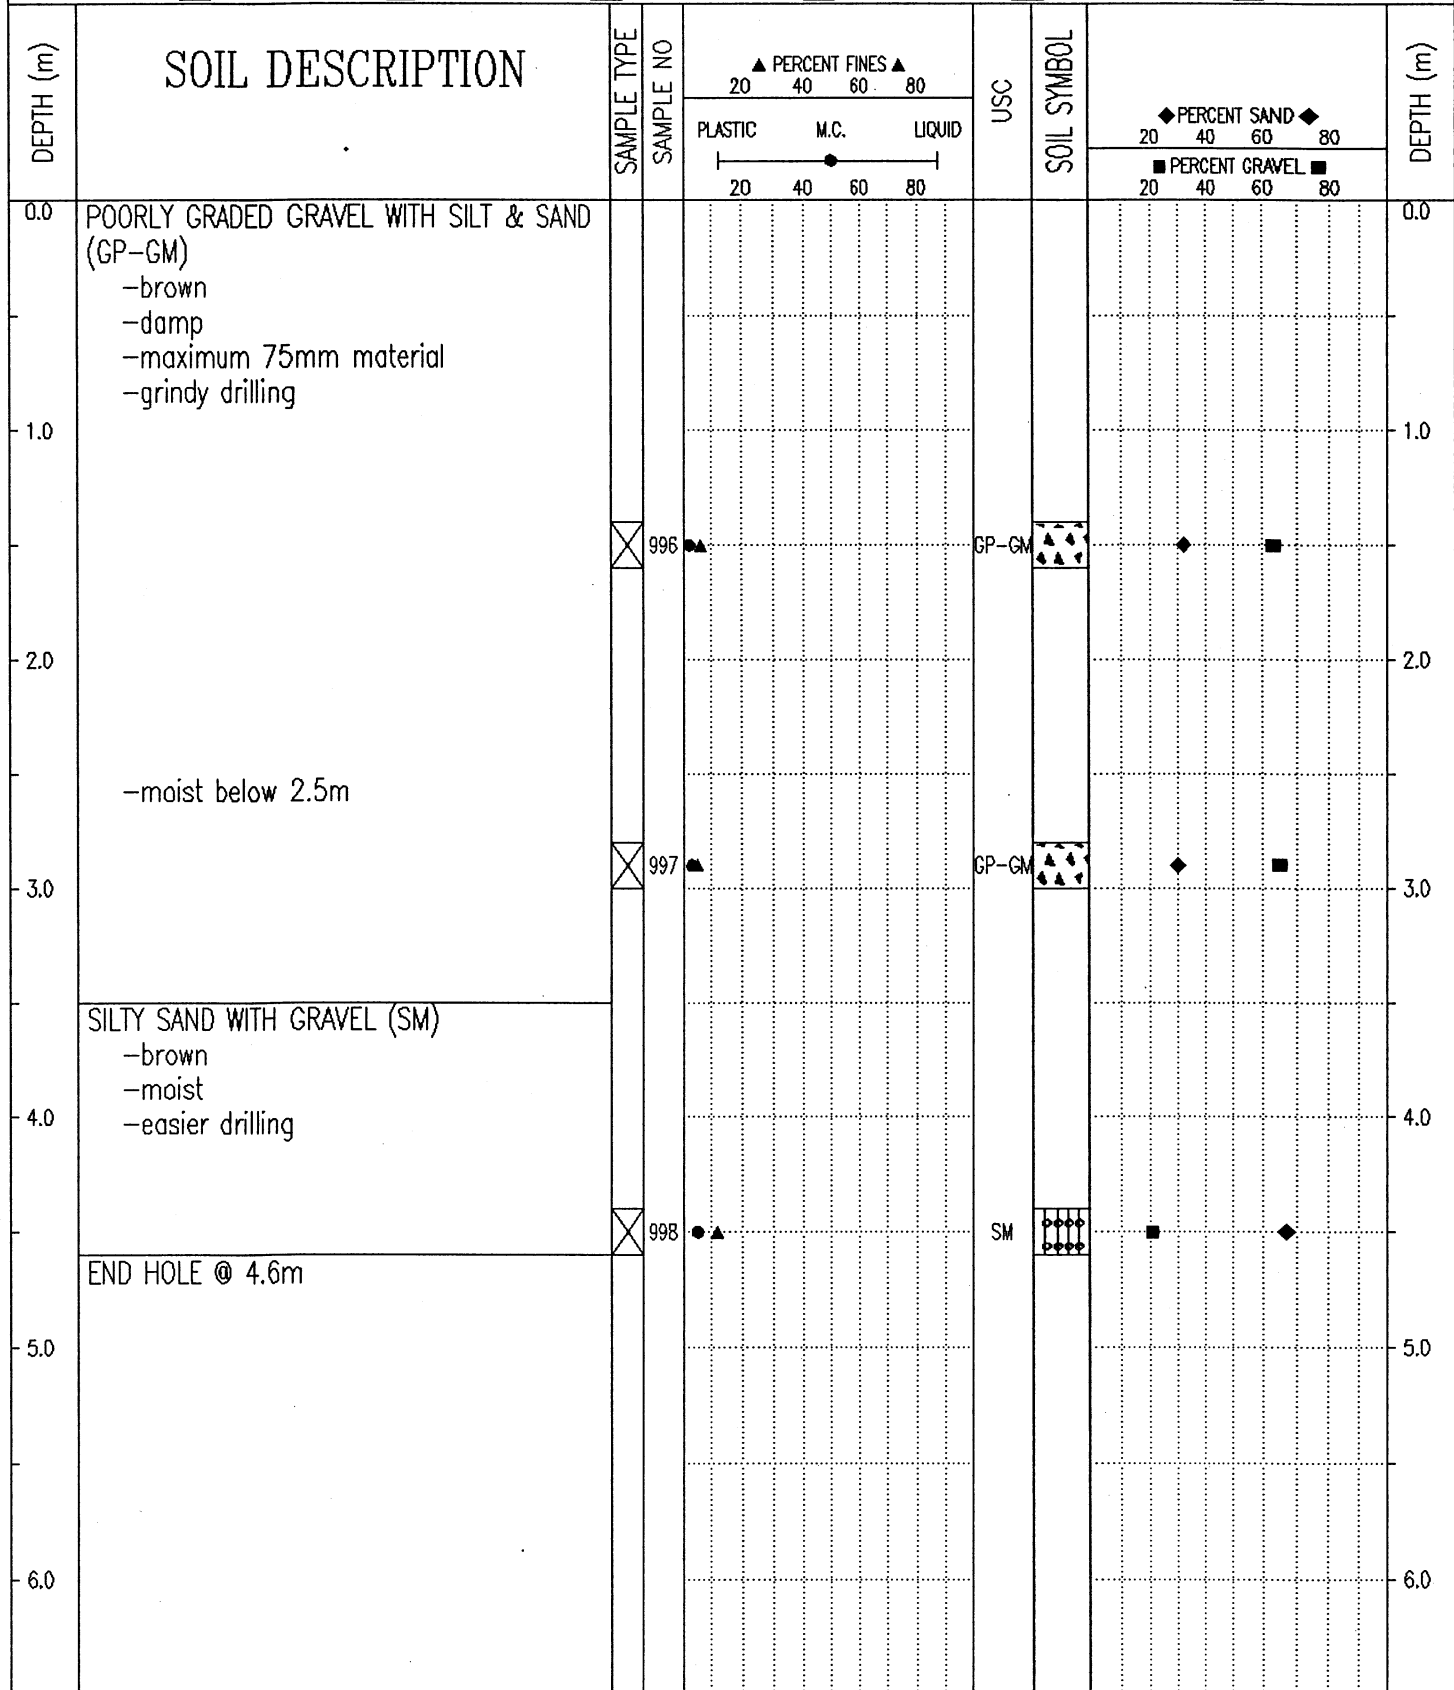 DEPTH (m)
SOIL DESCRIPTION
SAMPLE TYPE
SAMPLE NO
▲ PERCENT FINES ▲
20 40 60 80
PLASTIC M.C. LIQUID
20 40 60 80
USC
SOIL SYMBOL
◆ PERCENT SAND ◆
20 40 60 80
■ PERCENT GRAVEL ■
20 40 60 80
DEPTH (m)
0.0
POORLY GRADED GRAVEL WITH SILT & SAND
(GP-GM)
-brown
-damp
-maximum 75mm material
-grindy drilling
0.0
1.0
1.0
996
GP-GM
2.0
2.0
-moist below 2.5m
997
GP-GM
3.0
3.0
SILTY SAND WITH GRAVEL (SM)
-brown
-moist
-easier drilling
4.0
4.0
998
SM
END HOLE @ 4.6m
5.0
5.0
6.0
6.0